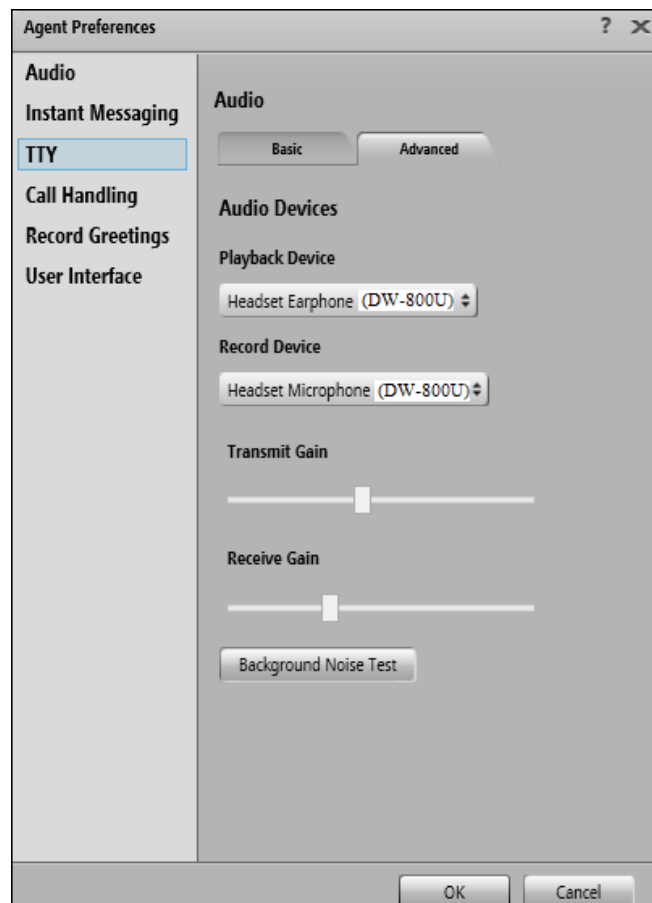 Agent Preferences ? X
Audio
Instant Messaging
TTY
Call Handling
Record Greetings
User Interface
Audio
Basic Advanced
Audio Devices
Playback Device
Headset Earphone (DW-800U)
Record Device
Headset Microphone (DW-800U)
Transmit Gain
Receive Gain
Background Noise Test
OK Cancel